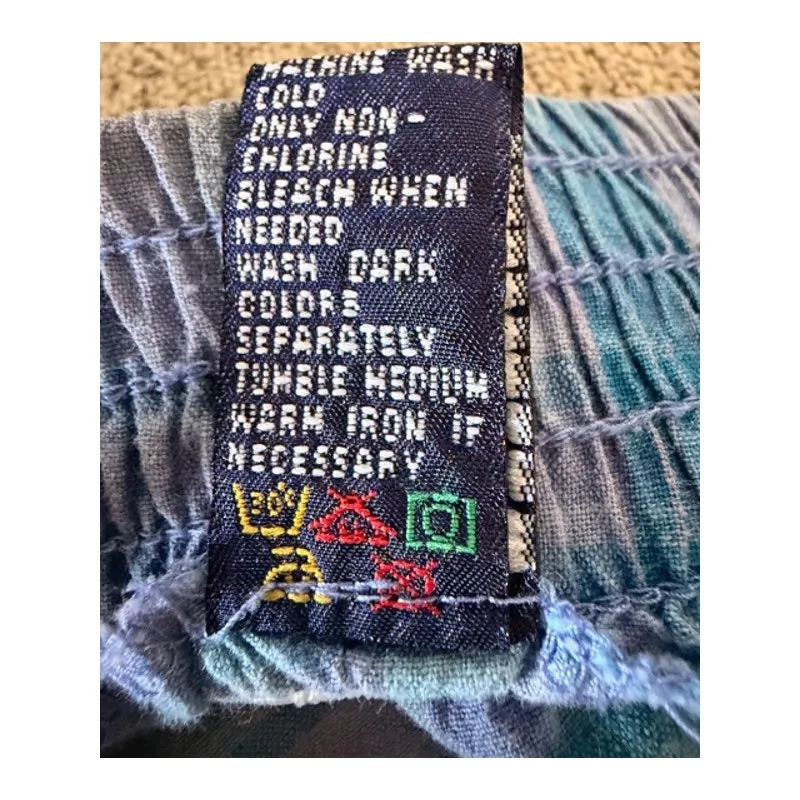 MACHINE WASH
COLD
ONLY NON-
CHLORINE
BLEACH WHEN
NEEDED
WASH DARK
COLORS
SEPARATELY
TUMBLE MEDIUM
WARM IRON IF
NECESSARY
30°